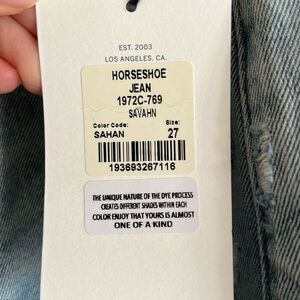 EST. 2003
LOS ANGELES, CA.
HORSESHOE
JEAN
1972C-769
SAVAHN
Color Code: Size:
SAHAN 27
193693267116
THE UNIQUE NATURE OF THE DYE PROCESS
CREATES DIFFERENT SHADES WITHIN EACH
COLOR ENJOY THAT YOURS IS ALMOST
ONE OF A KIND